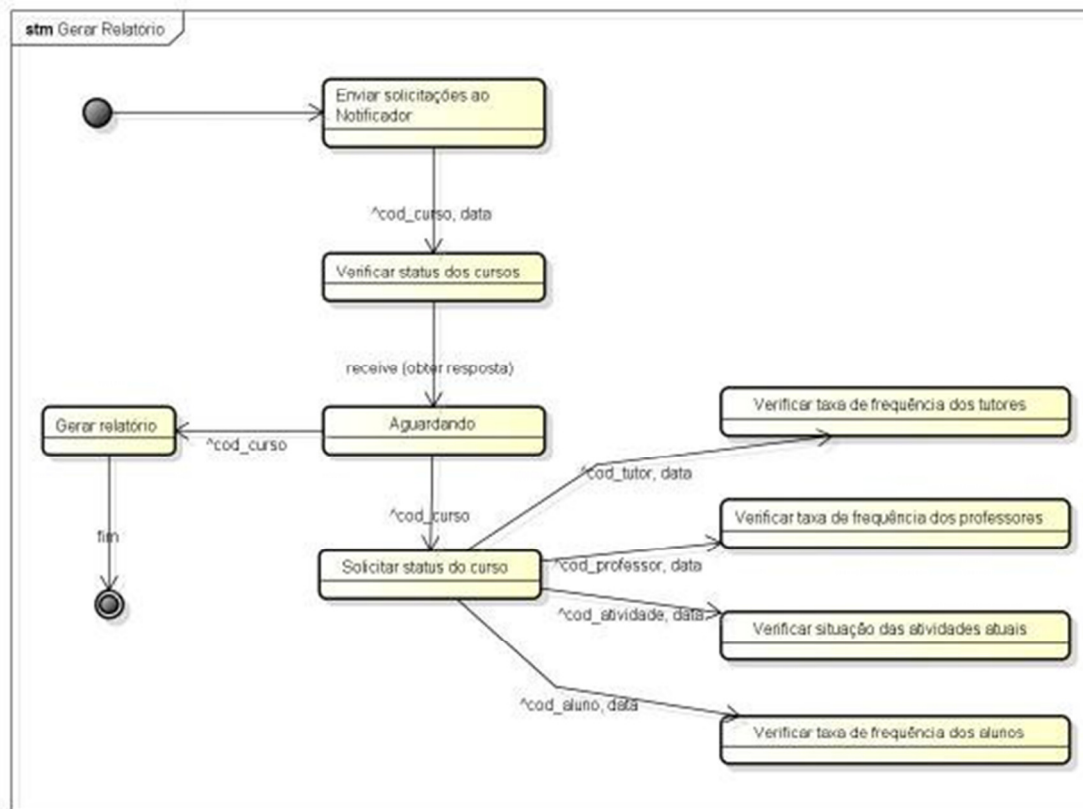 stm Gerar Relatório
Enviar solicitações ao
Notificador
^cod_curso, data
Verificar status dos cursos
receive (obter resposta)
Gerar relatório
^cod_curso
Aguardando
Verificar taxa de frequência dos tutores
^cod_tutor, data
^cod_curso
Verificar taxa de frequência dos professores
fim
Solicitar status do curso
^cod_professor, data
^cod_atividade, data
Verificar situação das atividades atuais
^cod_aluno, data
Verificar taxa de frequência dos alunos